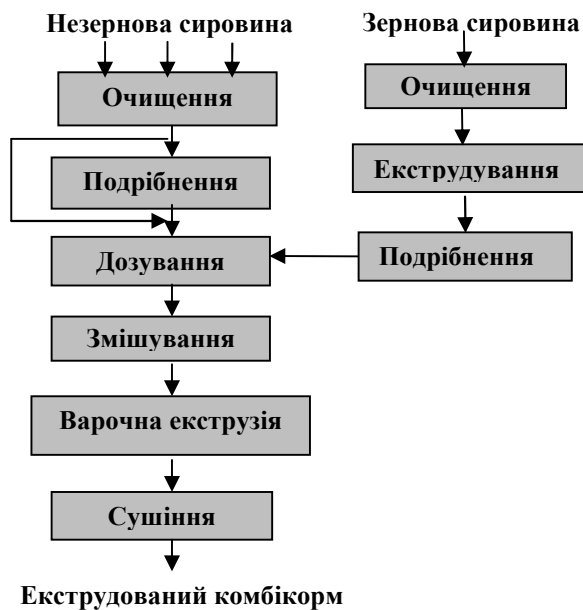 Незернова сировина
Зернова сировина
Очищення
Очищення
Подрібнення
Екструдування
Дозування
Подрібнення
Змішування
Варочна екструзія
Сушіння
Екструдований комбікорм